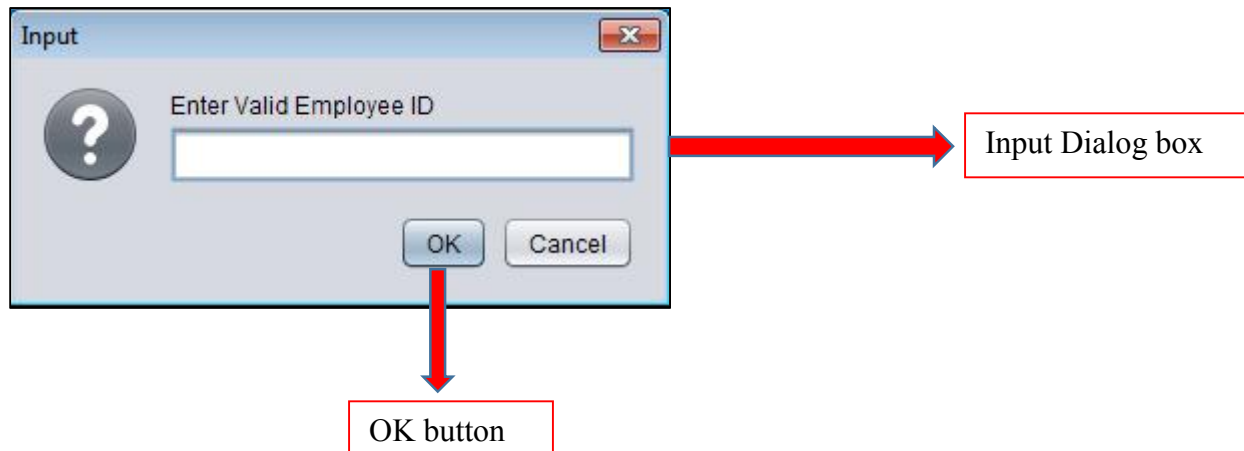 Input
Enter Valid Employee ID
Input Dialog box
OK
Cancel
OK button